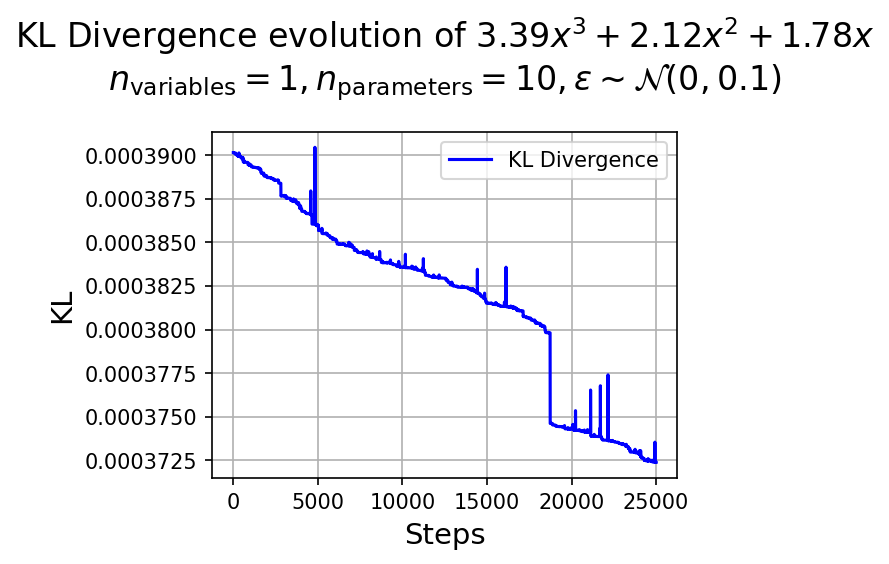 KL Divergence evolution of 3.39x³ + 2.12x² + 1.78x
n_variables = 1, n_parameters = 10, ε ~ 𝒩(0, 0.1)
KL Divergence
0.0003900
0.0003875
0.0003850
0.0003825
0.0003800
0.0003775
0.0003750
0.0003725
KL
0 5000 10000 15000 20000 25000
Steps